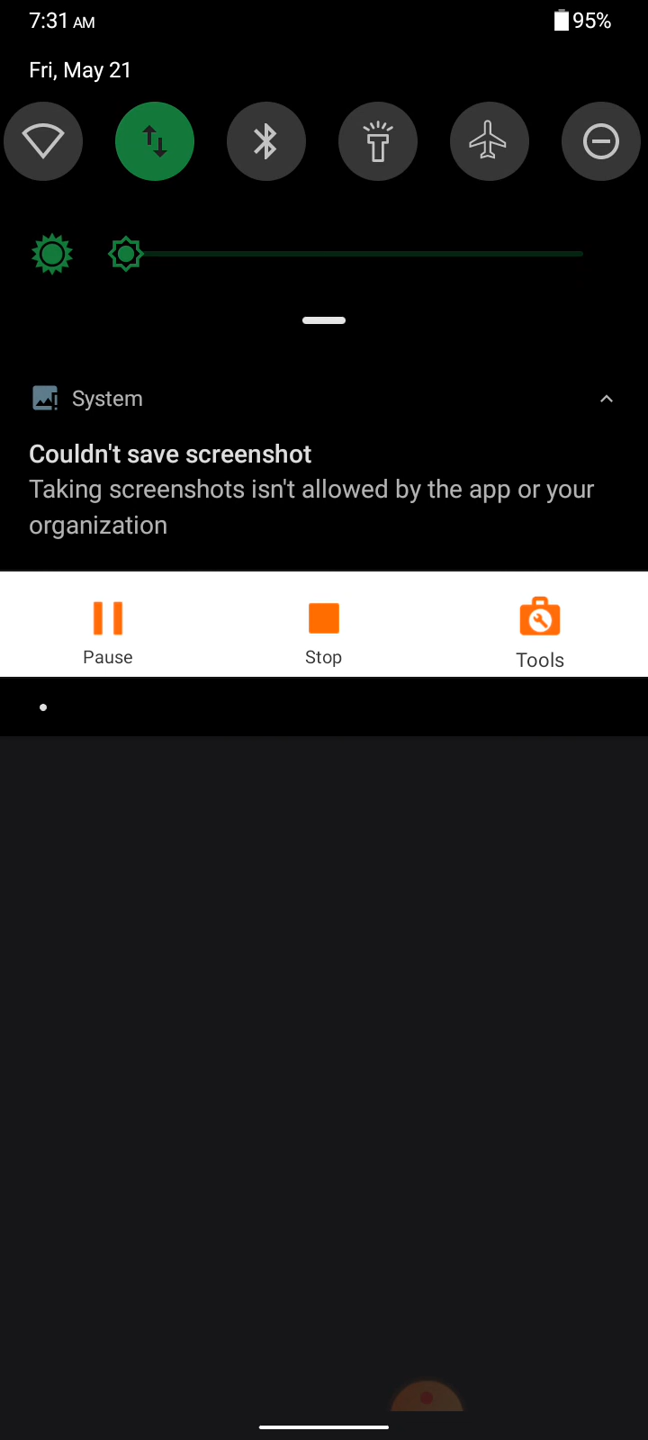 7:31 AM
95%
Fri, May 21
System
Couldn't save screenshot
Taking screenshots isn't allowed by the app or your
organization
Pause
Stop
Tools